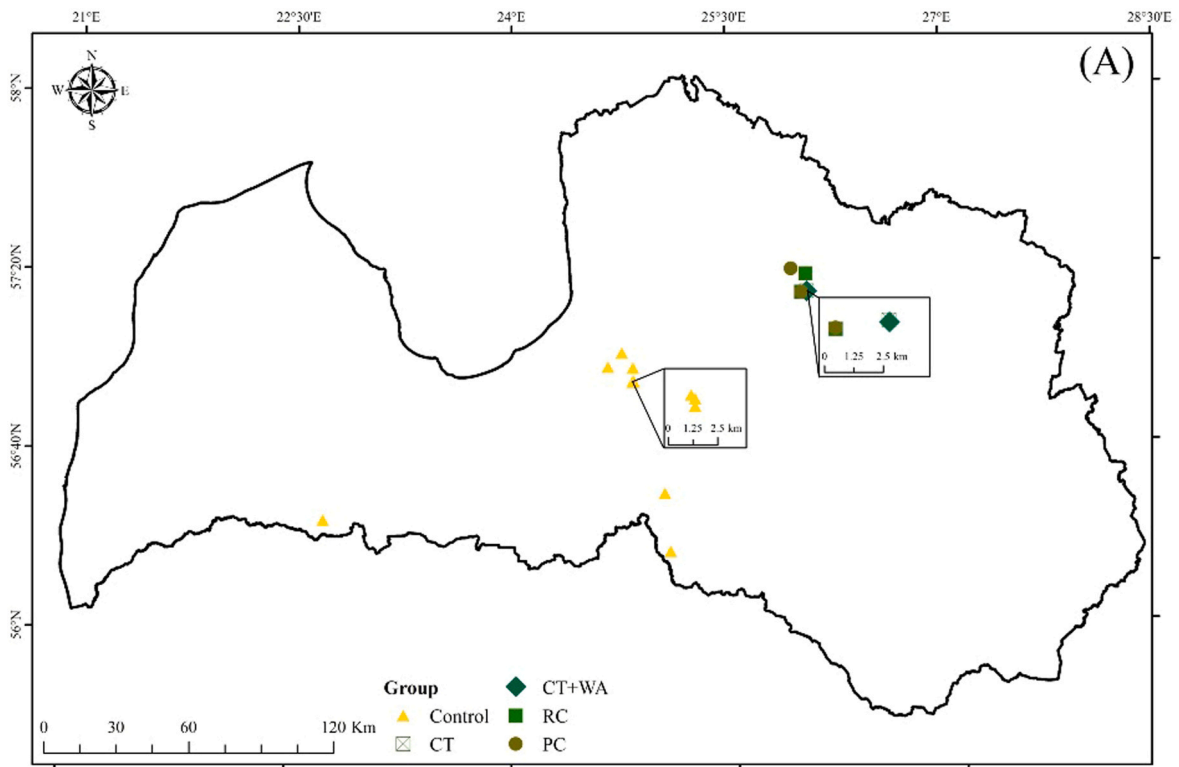 21°E 22°30'E 24°E 25°30'E 27°E 28°30'E
(A)
N
W E
S
58°N
57°20'N
56°40'N
56°N
0 1.25 2.5 km
0 1.25 2.5 km
Group
Control
CT
CT+WA
RC
PC
0 30 60 120 Km